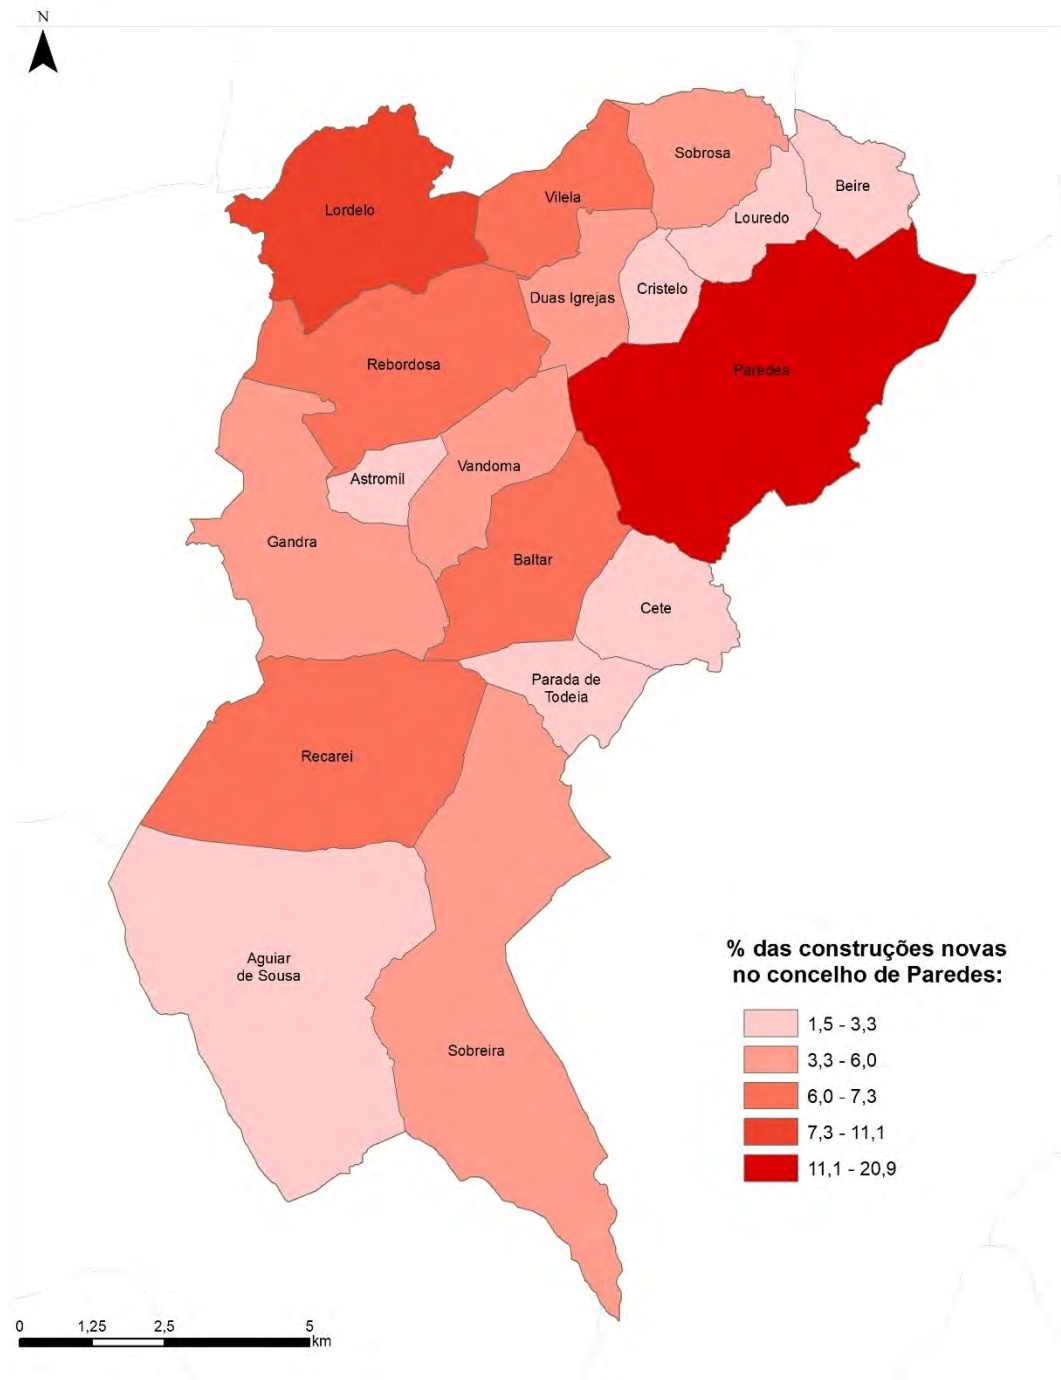 N
Sobrosa
Beire
Vilela
Lordelo
Louredo
Cristelo
Duas Igrejas
Rebordosa
Paredes
Vandoma
Astromil
Gandra
Baltar
Cete
Parada de
Todeia
Recarei
Aguiar
de Sousa
Sobreira
% das construções novas
no concelho de Paredes:
1,5 - 3,3
3,3 - 6,0
6,0 - 7,3
7,3 - 11,1
11,1 - 20,9
0 1,25 2,5 5
km